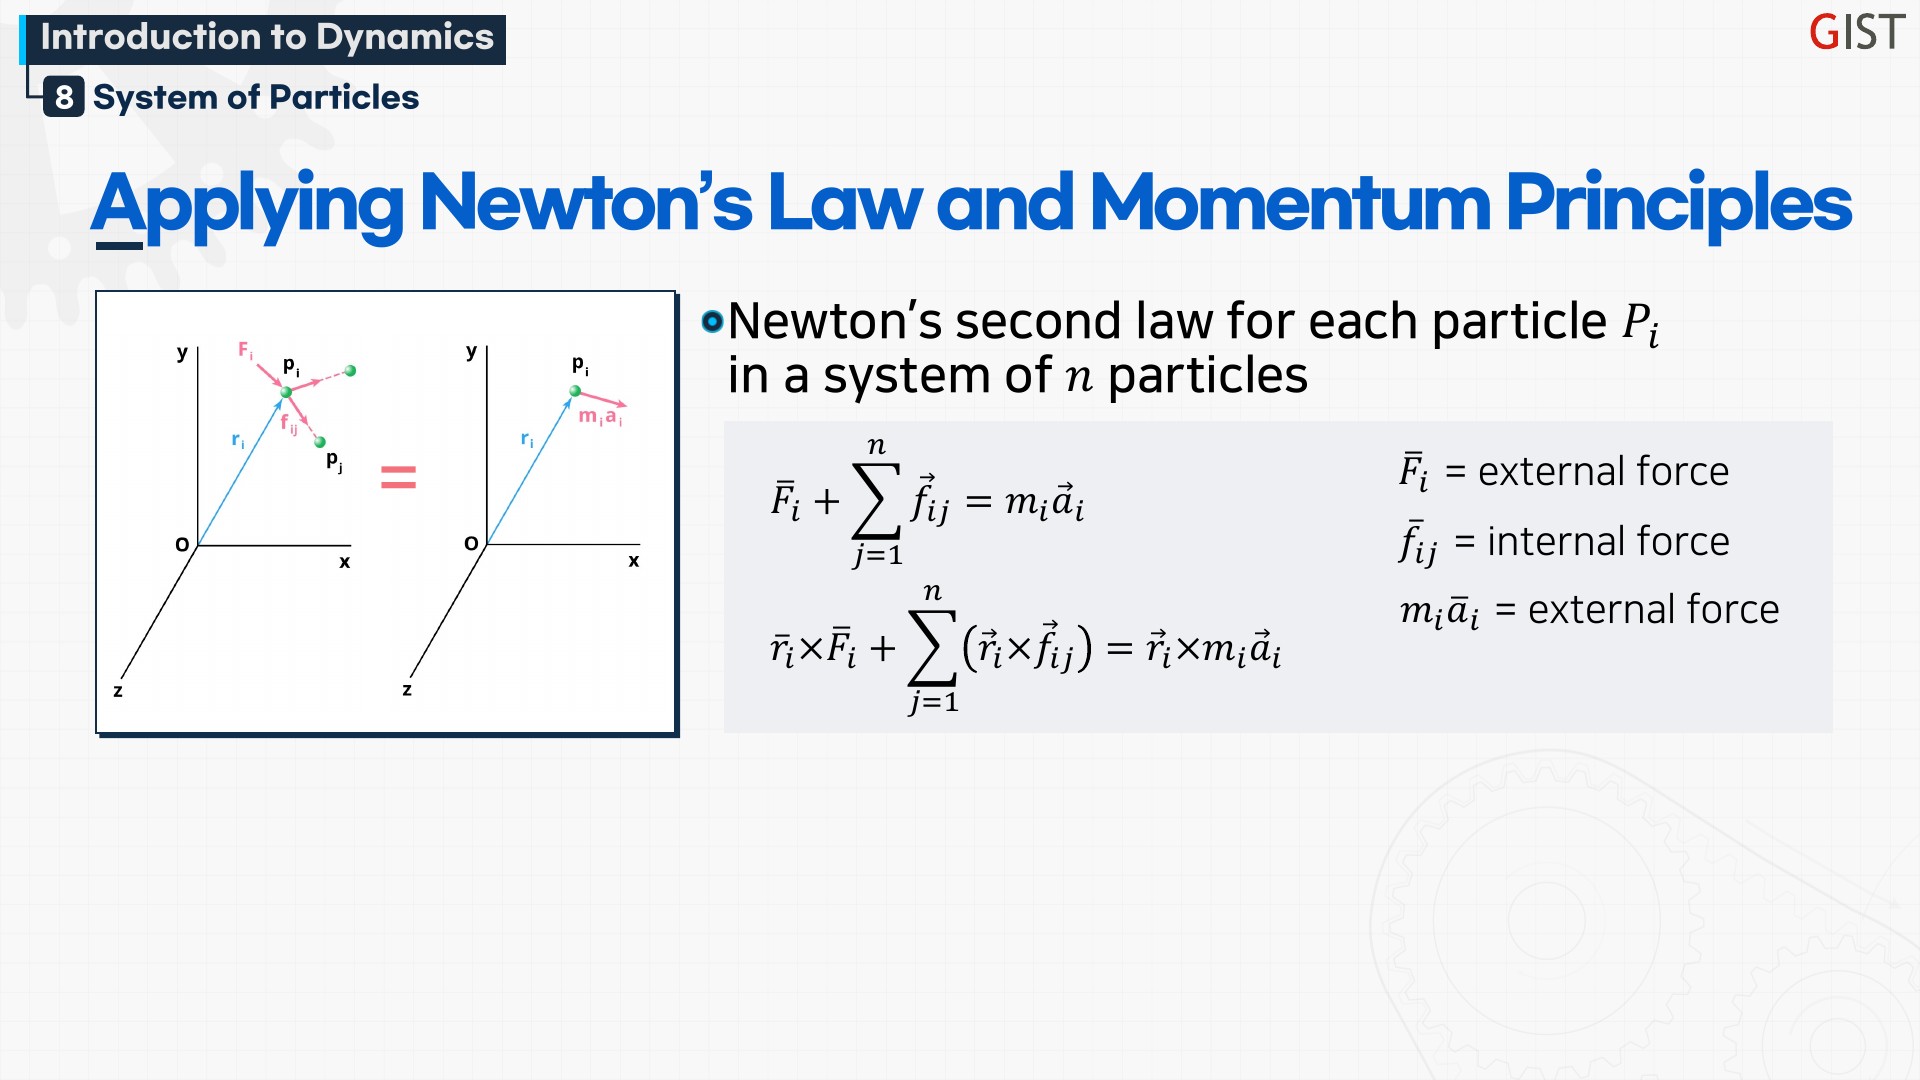 Introduction to Dynamics
GIST
8 System of Particles
Applying Newton's Law and Momentum Principles
y
F_i
p_i
f_ij
r_i
p_j
O
x
z
=
y
p_i
m_i a_i
r_i
O
x
z
Newton's second law for each particle P_i
in a system of n particles
F̄_i + ∑_{j=1}^{n} f⃗_ij = m_i a⃗_i
r̄_i×F̄_i + ∑_{j=1}^{n} (r⃗_i×f⃗_ij) = r⃗_i×m_i a⃗_i
F̄_i = external force
f̄_ij = internal force
m_i ā_i = external force